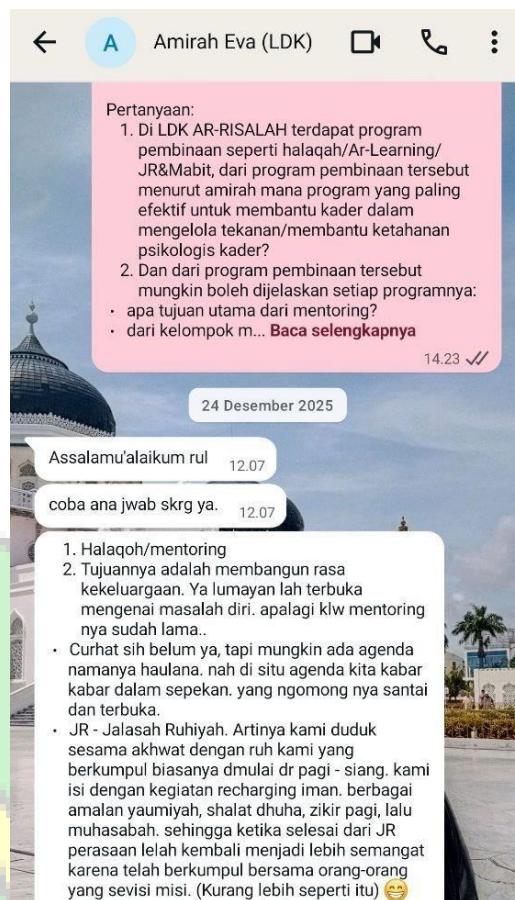 A
Amirah Eva (LDK)
Pertanyaan:
1. Di LDK AR-RISALAH terdapat program
pembinaan seperti halaqah/Ar-Learning/
JR&Mabit, dari program pembinaan tersebut
menurut amirah mana program yang paling
efektif untuk membantu kader dalam
mengelola tekanan/membantu ketahanan
psikologis kader?
2. Dan dari program pembinaan tersebut
mungkin boleh dijelaskan setiap programnya:
· apa tujuan utama dari mentoring?
· dari kelompok m... Baca selengkapnya
14.23
24 Desember 2025
Assalamu'alaikum rul
12.07
coba ana jwab skrg ya.
12.07
1. Halaqoh/mentoring
2. Tujuannya adalah membangun rasa
kekeluargaan. Ya lumayan lah terbuka
mengenai masalah diri. apalagi klw mentoring
nya sudah lama..
· Curhat sih belum ya, tapi mungkin ada agenda
namanya haulana. nah di situ agenda kita kabar
kabar dalam sepekan. yang ngomong nya santai
dan terbuka.
· JR - Jalasah Ruhiyah. Artinya kami duduk
sesama akhwat dengan ruh kami yang
berkumpul biasanya dmulai dr pagi - siang. kami
isi dengan kegiatan recharging iman. berbagai
amalan yaumiyah, shalat dhuha, zikir pagi, lalu
muhasabah. sehingga ketika selesai dari JR
perasaan lelah kembali menjadi lebih semangat
karena telah berkumpul bersama orang-orang
yang sevisi misi. (Kurang lebih seperti itu) 😁